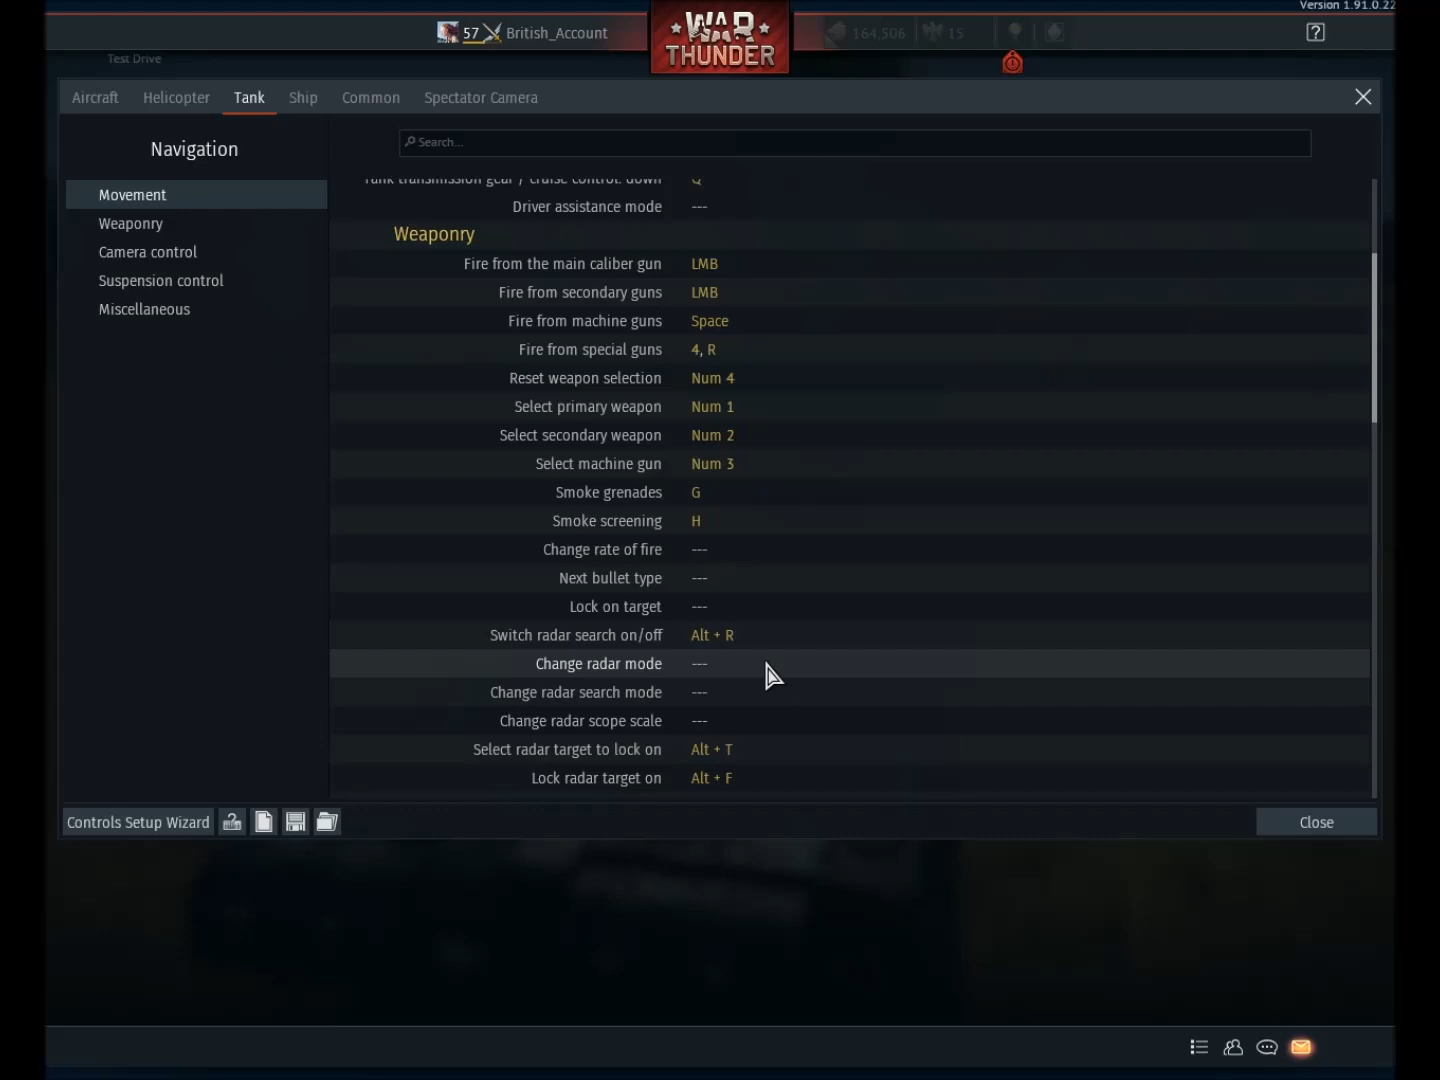 Version 1.91.0.22
57 British_Account
WAR
THUNDER
164,506
15
?
Test Drive
Aircraft Helicopter Tank Ship Common Spectator Camera
Navigation
Search...
Movement
Weaponry
Camera control
Suspension control
Miscellaneous
Tank transmission gear / cruise control: down Q
Driver assistance mode ---
Weaponry
Fire from the main caliber gun LMB
Fire from secondary guns LMB
Fire from machine guns Space
Fire from special guns 4, R
Reset weapon selection Num 4
Select primary weapon Num 1
Select secondary weapon Num 2
Select machine gun Num 3
Smoke grenades G
Smoke screening H
Change rate of fire ---
Next bullet type ---
Lock on target ---
Switch radar search on/off Alt + R
Change radar mode ---
Change radar search mode ---
Change radar scope scale ---
Select radar target to lock on Alt + T
Lock radar target on Alt + F
Controls Setup Wizard
Close